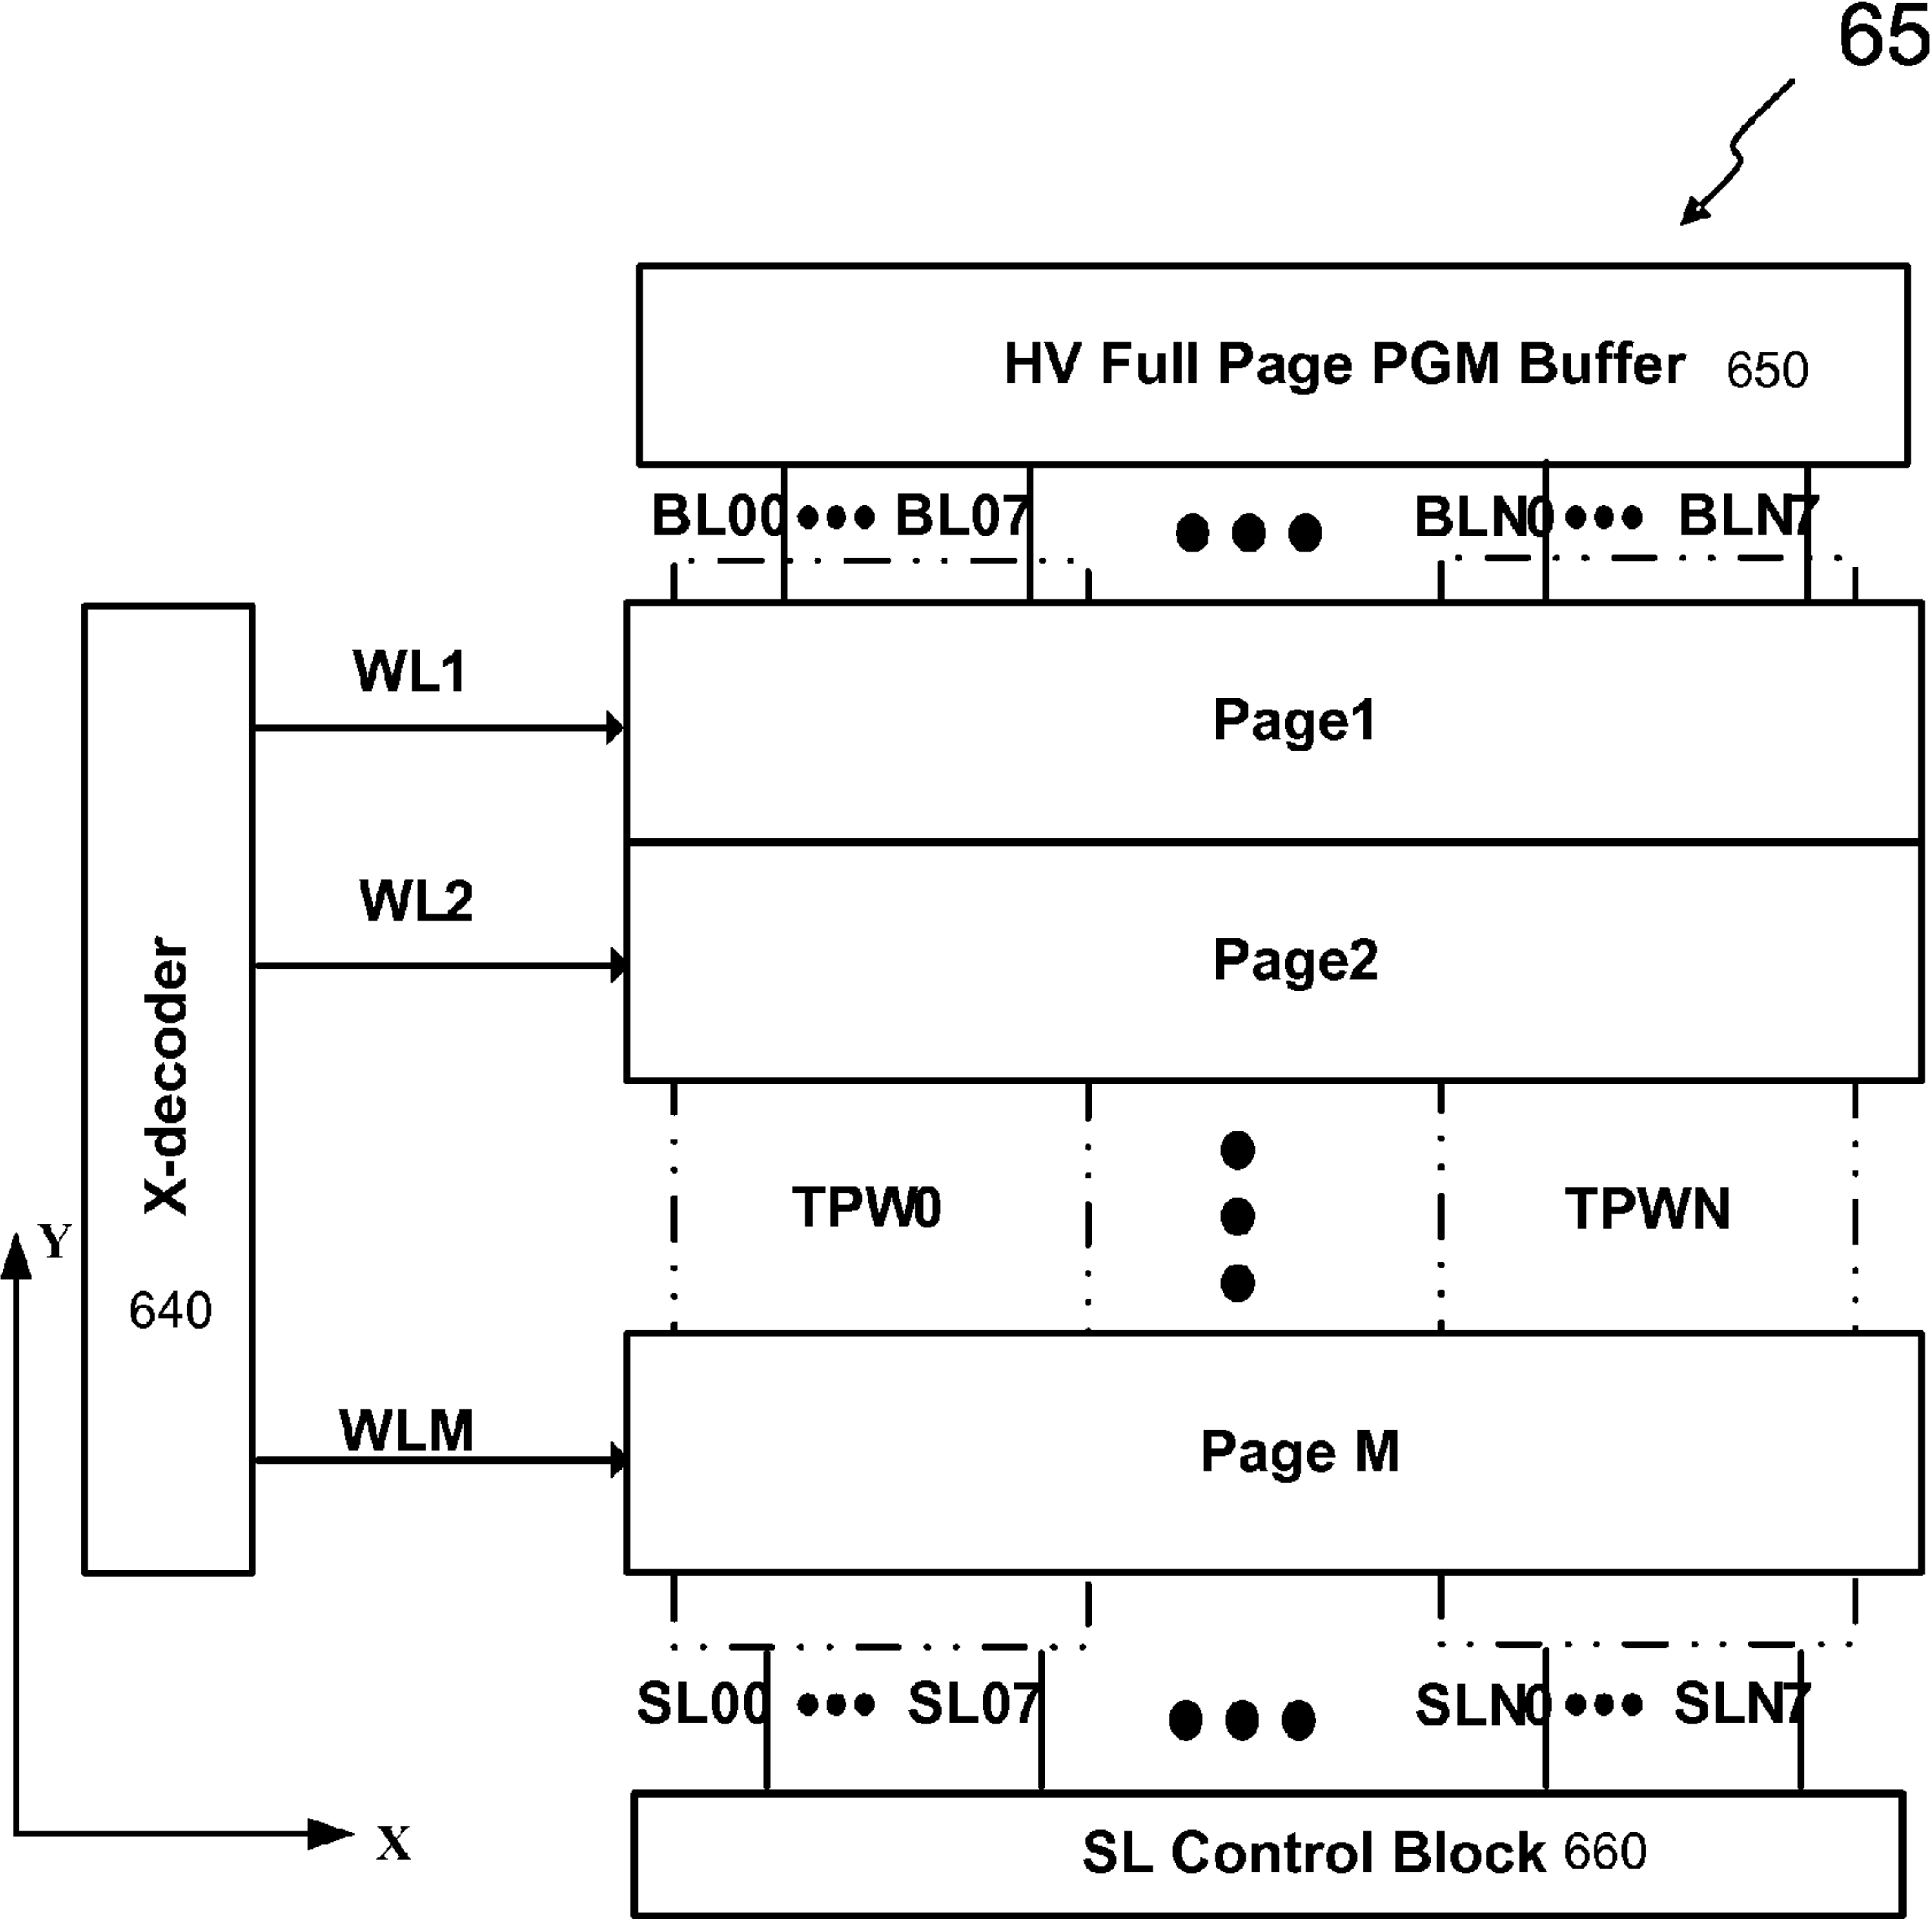 65
HV Full Page PGM Buffer 650
BL00 ••• BL07 ••• BLN0 ••• BLN7
WL1
Page1
WL2
Page2
X-decoder
640
TPW0
TPWN
Y
WLM
Page M
SL00 ••• SL07 ••• SLN0 ••• SLN7
X
SL Control Block 660